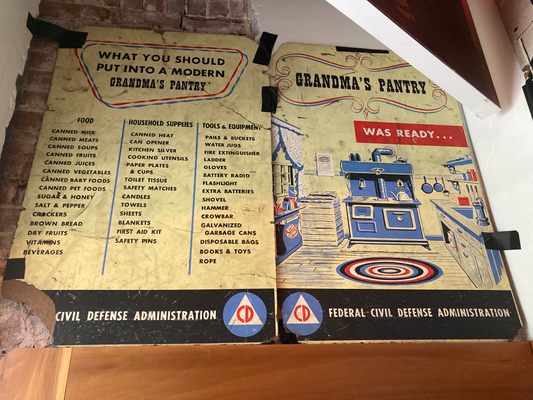 WHAT YOU SHOULD
PUT INTO A MODERN
GRANDMA'S PANTRY
FOOD
CANNED MILK
CANNED MEATS
CANNED SOUPS
CANNED FRUITS
CANNED JUICES
CANNED VEGETABLES
CANNED BABY FOODS
CANNED PET FOODS
SUGAR & HONEY
SALT & PEPPER
CRACKERS
BROWN BREAD
DRY FRUITS
VITAMINS
BEVERAGES
HOUSEHOLD SUPPLIES
CANNED HEAT
CAN OPENER
KITCHEN SILVER
COOKING UTENSILS
PAPER PLATES
& CUPS
TOILET TISSUE
SAFETY MATCHES
CANDLES
TOWELS
SHEETS
BLANKETS
FIRST AID KIT
SAFETY PINS
TOOLS & EQUIPMENT
PAILS & BUCKETS
WATER JUGS
FIRE EXTINGUISHER
LADDER
GLOVES
BATTERY RADIO
FLASHLIGHT
EXTRA BATTERIES
SHOVEL
HAMMER
CROWBAR
GALVANIZED
GARBAGE CANS
DISPOSABLE BAGS
BOOKS & TOYS
ROPE
CIVIL DEFENSE ADMINISTRATION
CD
GRANDMA'S PANTRY
WAS READY...
CD
FEDERAL CIVIL DEFENSE ADMINISTRATION